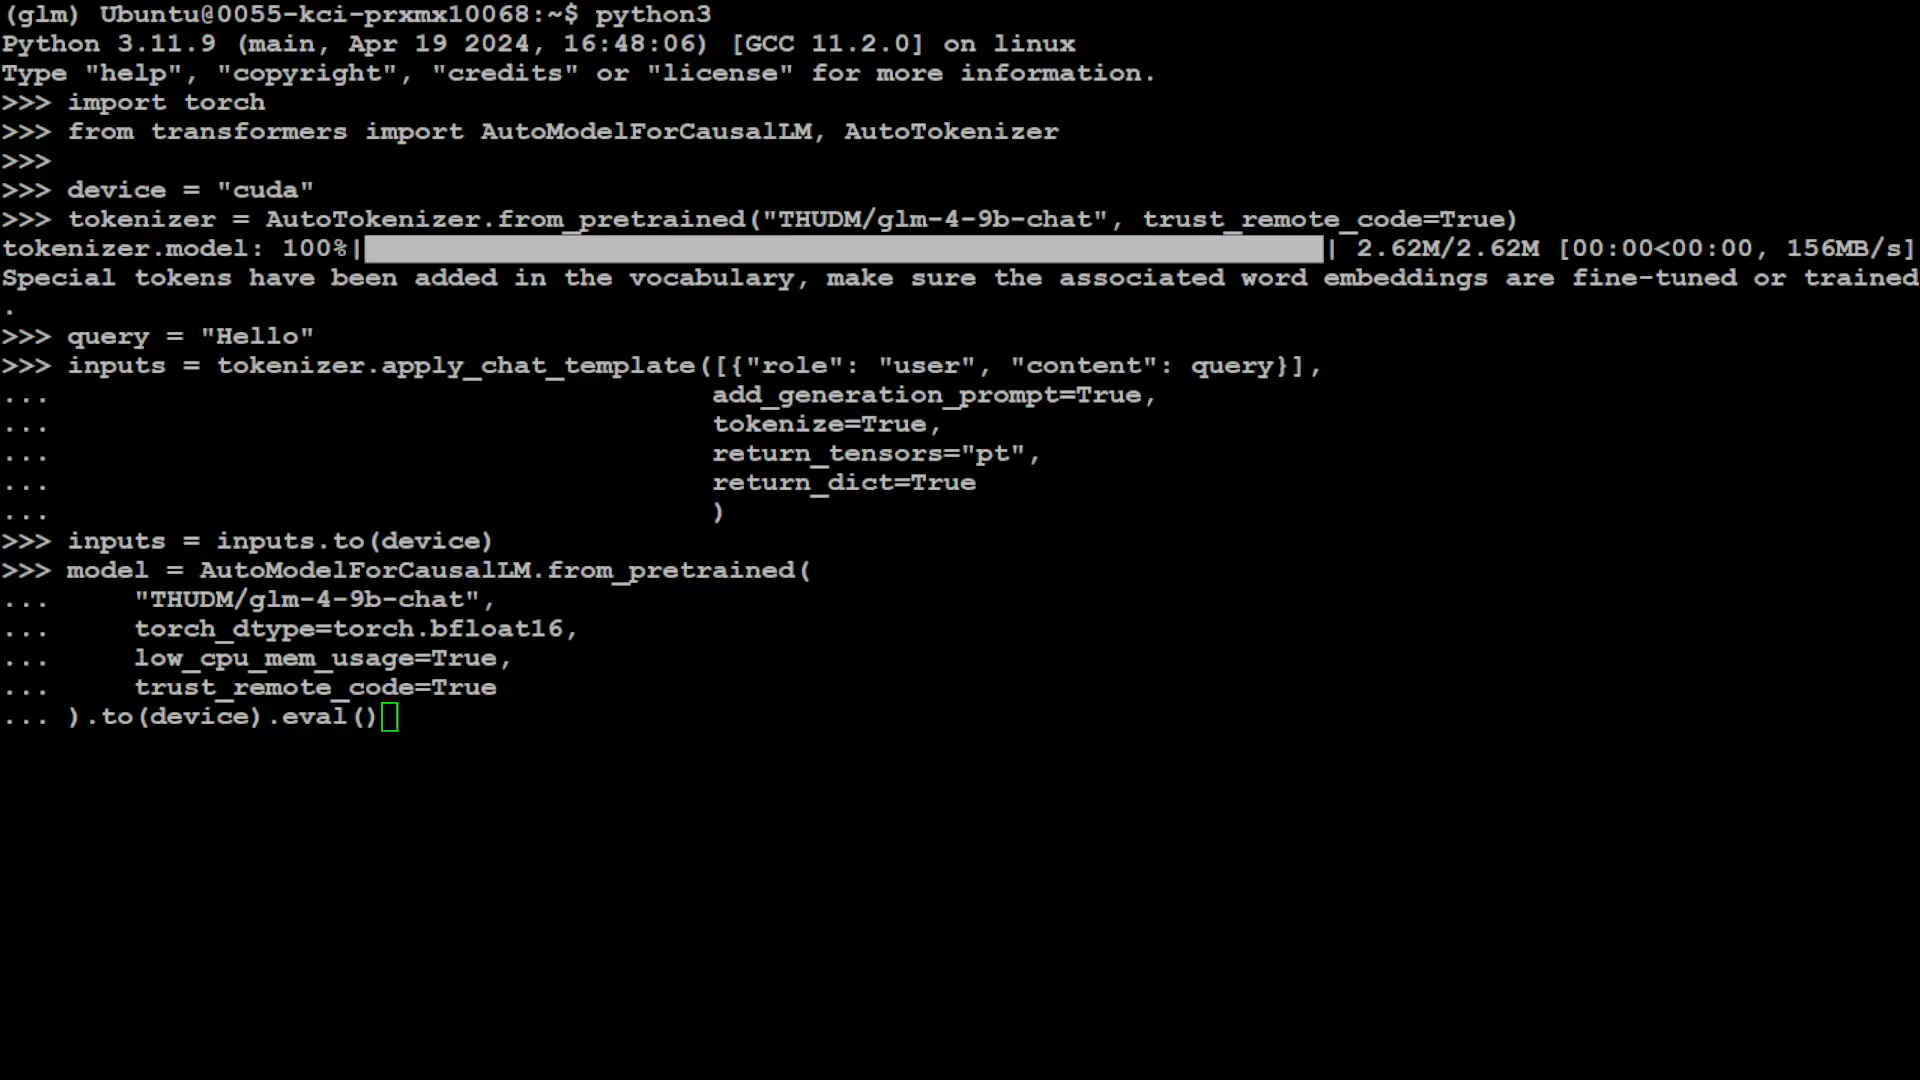 (glm) Ubuntu@0055-kci-prxmx10068:~$ python3
Python 3.11.9 (main, Apr 19 2024, 16:48:06) [GCC 11.2.0] on linux
Type "help", "copyright", "credits" or "license" for more information.
>>> import torch
>>> from transformers import AutoModelForCausalLM, AutoTokenizer
>>>
>>> device = "cuda"
>>> tokenizer = AutoTokenizer.from_pretrained("THUDM/glm-4-9b-chat", trust_remote_code=True)
tokenizer.model: 100%| | 2.62M/2.62M [00:00<00:00, 156MB/s]
Special tokens have been added in the vocabulary, make sure the associated word embeddings are fine-tuned or trained
.
>>> query = "Hello"
>>> inputs = tokenizer.apply_chat_template([{"role": "user", "content": query}],
...                                        add_generation_prompt=True,
...                                        tokenize=True,
...                                        return_tensors="pt",
...                                        return_dict=True
...                                        )
>>> inputs = inputs.to(device)
>>> model = AutoModelForCausalLM.from_pretrained(
...     "THUDM/glm-4-9b-chat",
...     torch_dtype=torch.bfloat16,
...     low_cpu_mem_usage=True,
...     trust_remote_code=True
... ).to(device).eval()